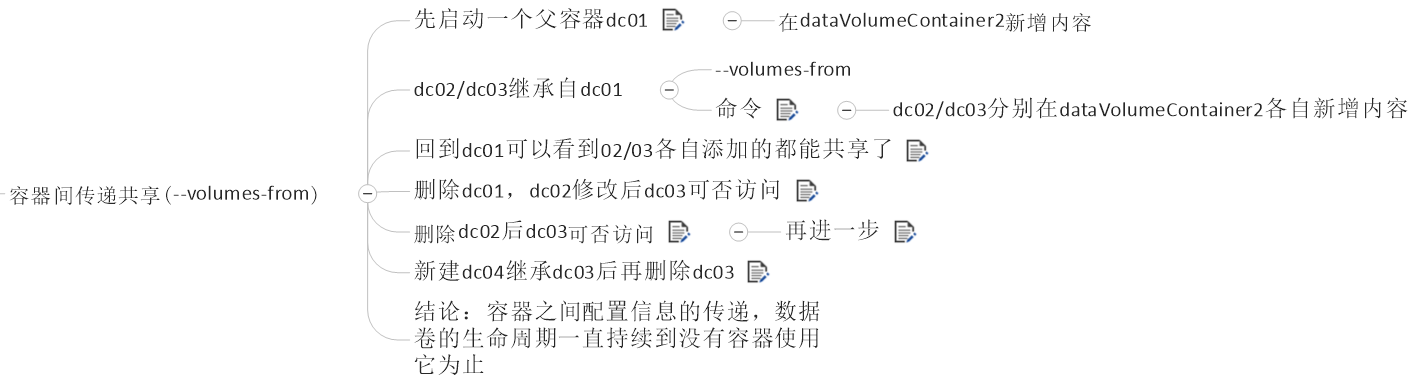 先启动一个父容器dc01
在dataVolumeContainer2新增内容
dc02/dc03继承自dc01
--volumes-from
命令
dc02/dc03分别在dataVolumeContainer2各自新增内容
回到dc01可以看到02/03各自添加的都能共享了
容器间传递共享(--volumes-from)
删除dc01，dc02修改后dc03可否访问
删除dc02后dc03可否访问
再进一步
新建dc04继承dc03后再删除dc03
结论：容器之间配置信息的传递，数据
卷的生命周期一直持续到没有容器使用
它为止